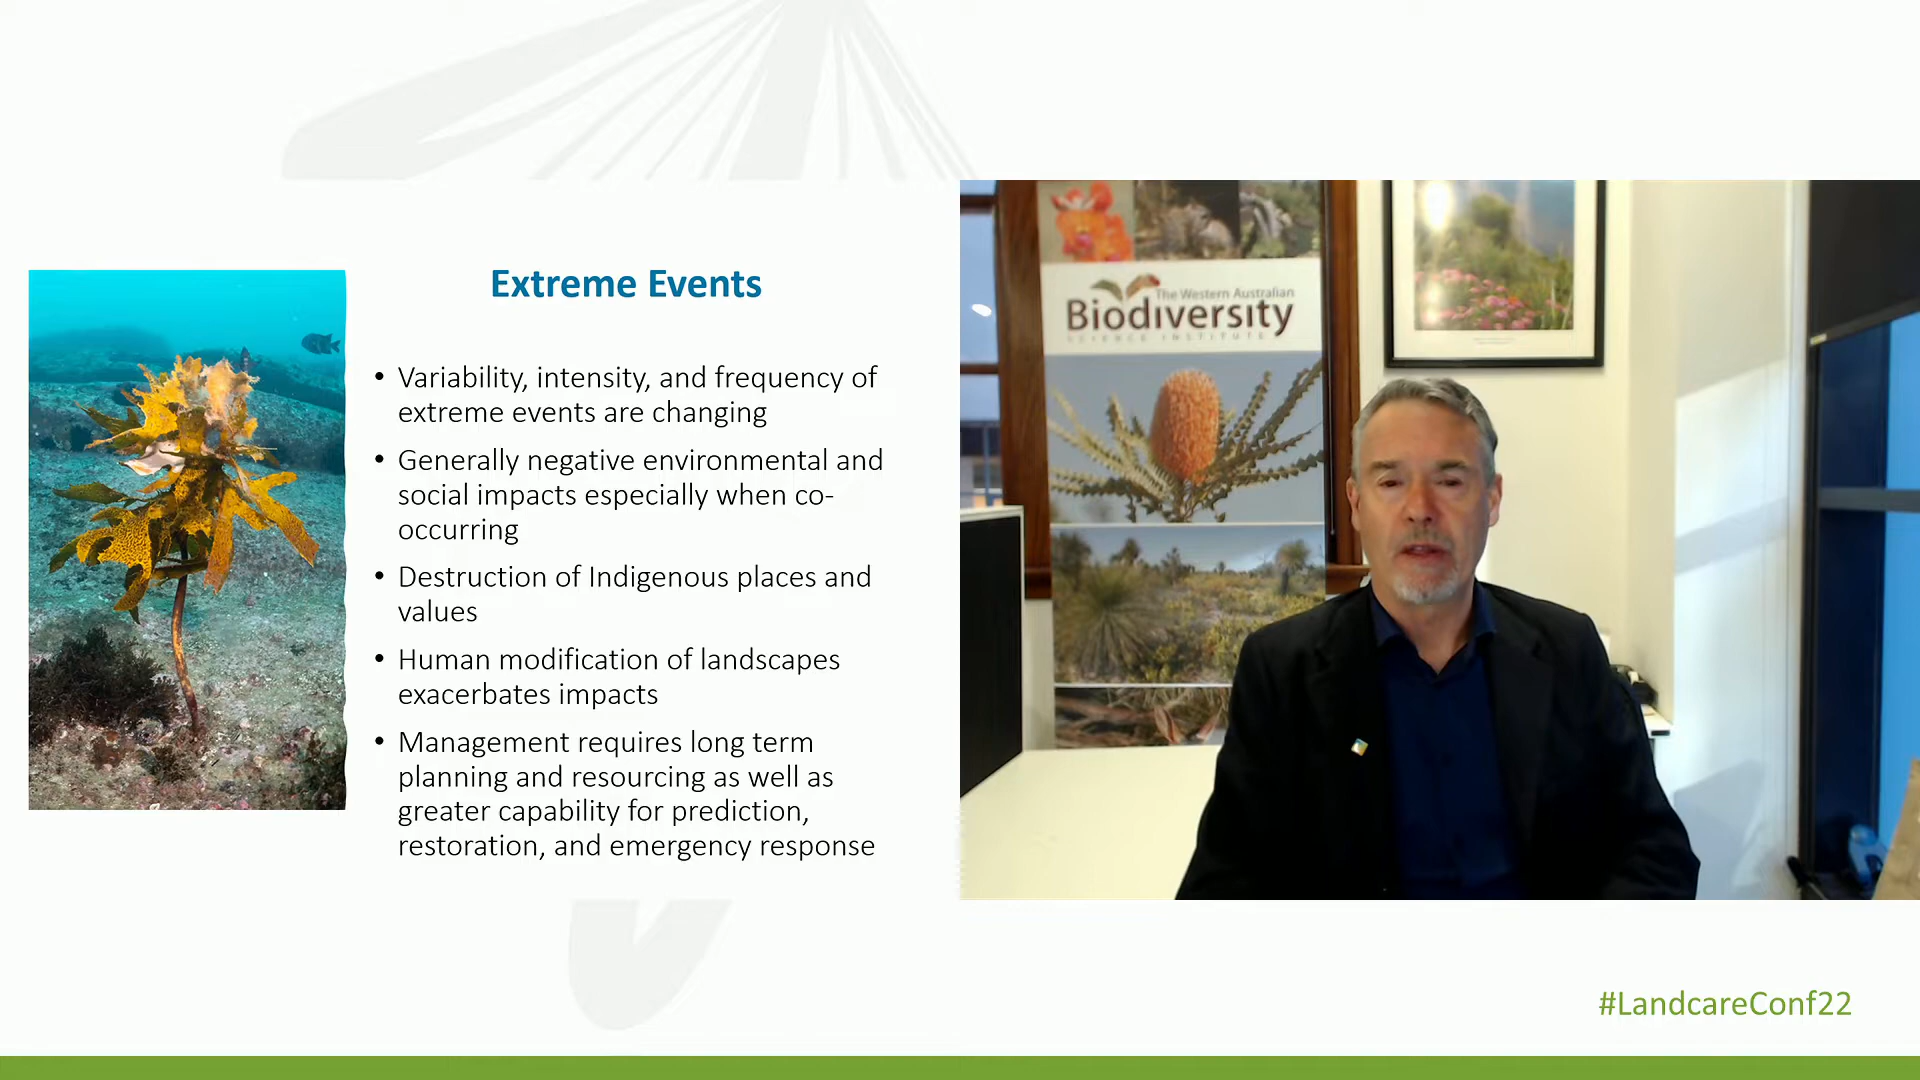 Extreme Events
• Variability, intensity, and frequency of
extreme events are changing
• Generally negative environmental and
social impacts especially when co-
occurring
• Destruction of Indigenous places and
values
• Human modification of landscapes
exacerbates impacts
• Management requires long term
planning and resourcing as well as
greater capability for prediction,
restoration, and emergency response
The Western Australian
Biodiversity
SCIENCE INSTITUTE
#LandcareConf22